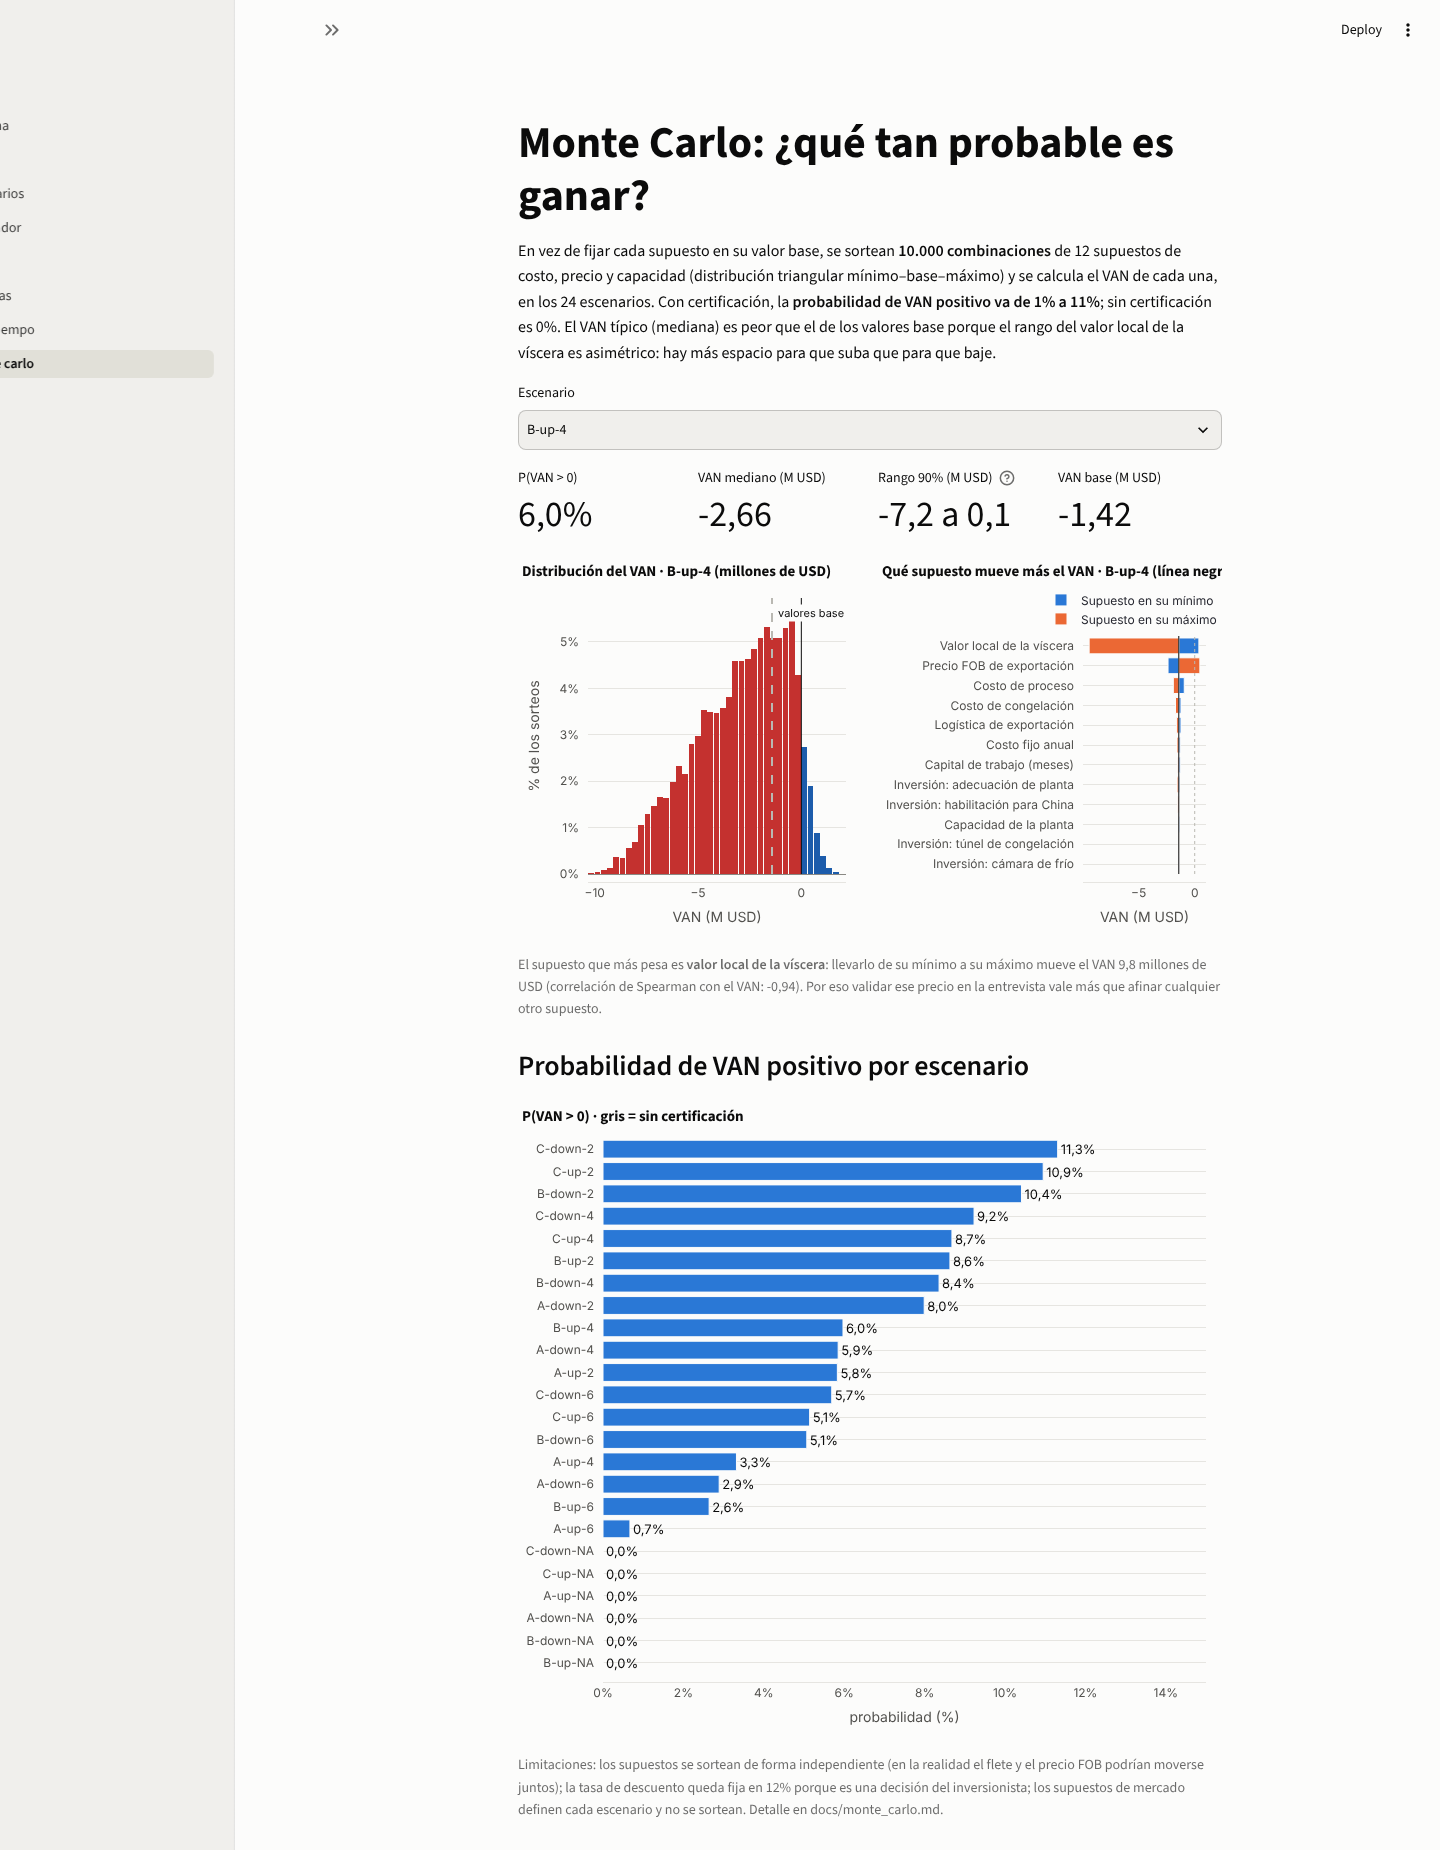 Deploy
na
arios
ador
as
empo
e carlo
Monte Carlo: ¿qué tan probable es
ganar?
En vez de fijar cada supuesto en su valor base, se sortean 10.000 combinaciones de 12 supuestos de
costo, precio y capacidad (distribución triangular mínimo–base–máximo) y se calcula el VAN de cada una,
en los 24 escenarios. Con certificación, la probabilidad de VAN positivo va de 1% a 11%; sin certificación
es 0%. El VAN típico (mediana) es peor que el de los valores base porque el rango del valor local de la
víscera es asimétrico: hay más espacio para que suba que para que baje.
Escenario
B-up-4
P(VAN > 0)
6,0%
VAN mediano (M USD)
-2,66
Rango 90% (M USD)
-7,2 a 0,1
VAN base (M USD)
-1,42
Distribución del VAN · B-up-4 (millones de USD)
valores base
5%
4%
3%
2%
1%
0%
% de los sorteos
−10 −5 0
VAN (M USD)
Qué supuesto mueve más el VAN · B-up-4 (línea negr
Supuesto en su mínimo
Supuesto en su máximo
Valor local de la víscera
Precio FOB de exportación
Costo de proceso
Costo de congelación
Logística de exportación
Costo fijo anual
Capital de trabajo (meses)
Inversión: adecuación de planta
Inversión: habilitación para China
Capacidad de la planta
Inversión: túnel de congelación
Inversión: cámara de frío
−5 0
VAN (M USD)
El supuesto que más pesa es valor local de la víscera: llevarlo de su mínimo a su máximo mueve el VAN 9,8 millones de
USD (correlación de Spearman con el VAN: -0,94). Por eso validar ese precio en la entrevista vale más que afinar cualquier
otro supuesto.
Probabilidad de VAN positivo por escenario
P(VAN > 0) · gris = sin certificación
C-down-2 11,3%
C-up-2 10,9%
B-down-2 10,4%
C-down-4 9,2%
C-up-4 8,7%
B-up-2 8,6%
B-down-4 8,4%
A-down-2 8,0%
B-up-4 6,0%
A-down-4 5,9%
A-up-2 5,8%
C-down-6 5,7%
C-up-6 5,1%
B-down-6 5,1%
A-up-4 3,3%
A-down-6 2,9%
B-up-6 2,6%
A-up-6 0,7%
C-down-NA 0,0%
C-up-NA 0,0%
A-up-NA 0,0%
A-down-NA 0,0%
B-down-NA 0,0%
B-up-NA 0,0%
0% 2% 4% 6% 8% 10% 12% 14%
probabilidad (%)
Limitaciones: los supuestos se sortean de forma independiente (en la realidad el flete y el precio FOB podrían moverse
juntos); la tasa de descuento queda fija en 12% porque es una decisión del inversionista; los supuestos de mercado
definen cada escenario y no se sortean. Detalle en docs/monte_carlo.md.